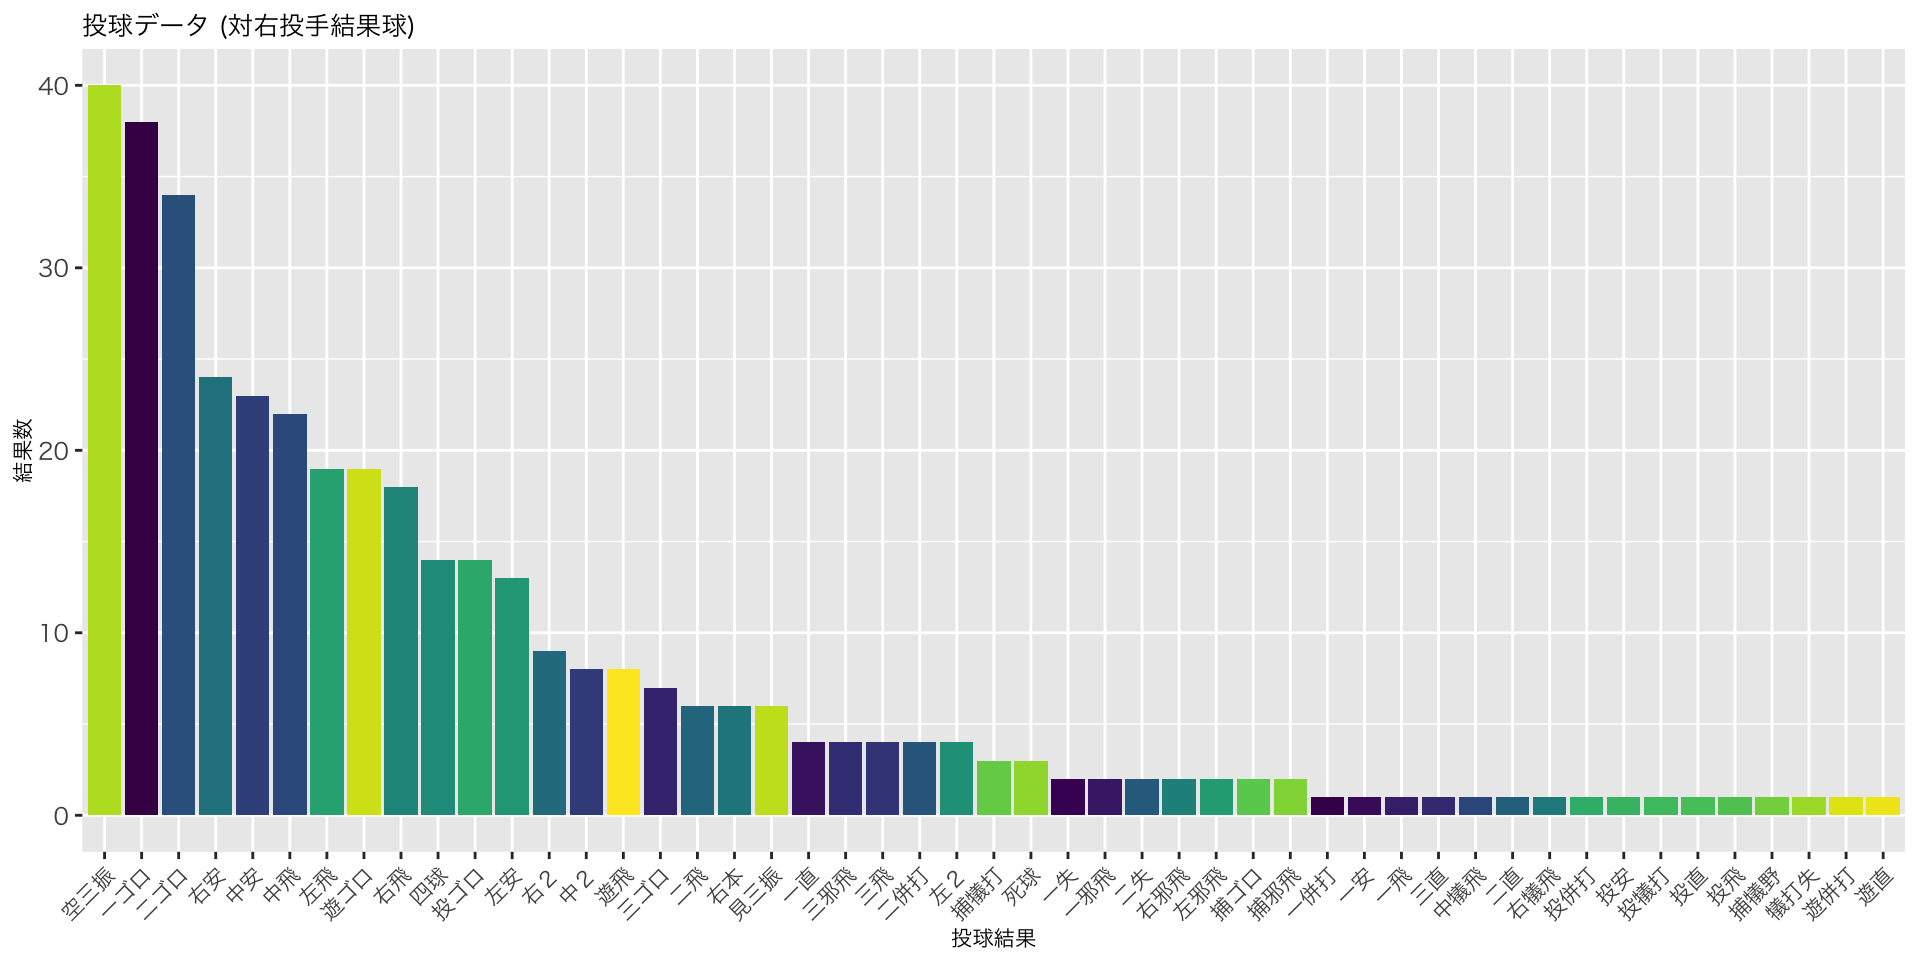 投球データ (対右投手結果球)
結果数
40
30
20
10
0
空三振
一ゴロ
二ゴロ
右安
中安
中飛
左飛
遊ゴロ
右飛
四球
投ゴロ
左安
右２
中２
遊飛
三ゴロ
二飛
右本
見三振
一直
三邪飛
三飛
二併打
左２
捕犠打
死球
一失
一邪飛
二失
右邪飛
左邪飛
捕ゴロ
捕邪飛
一併打
一安
一飛
三直
中犠飛
二直
右犠飛
投併打
投安
投犠打
投直
投飛
捕犠野
犠打失
遊併打
遊直
投球結果